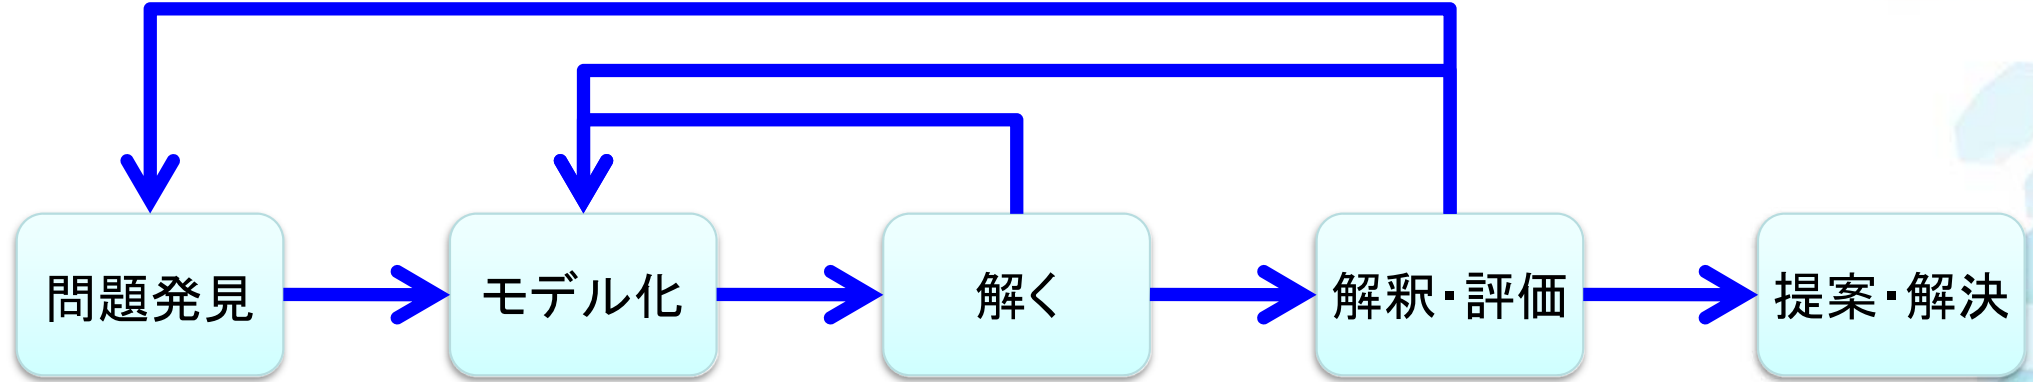 問題発見
モデル化
解く
解釈・評価
提案・解決